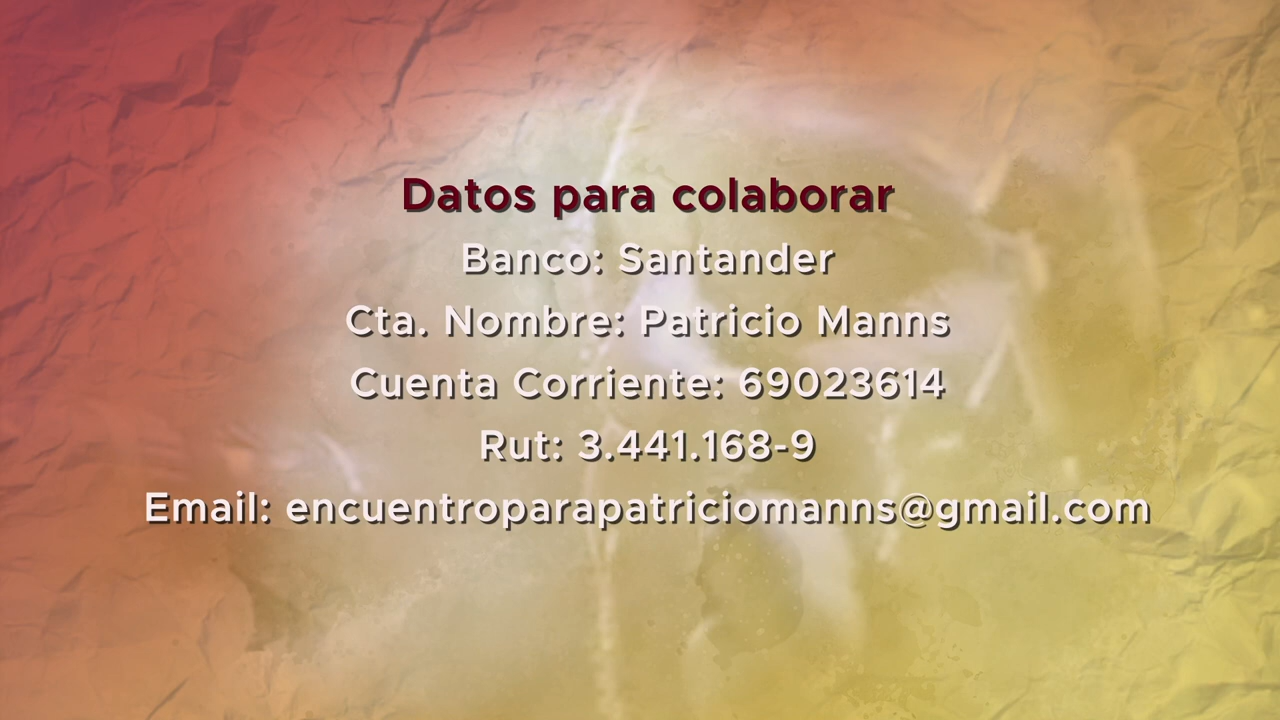 Datos para colaborar
Banco: Santander
Cta. Nombre: Patricio Manns
Cuenta Corriente: 69023614
Rut: 3.441.168-9
Email: encuentroparapatriciomanns@gmail.com